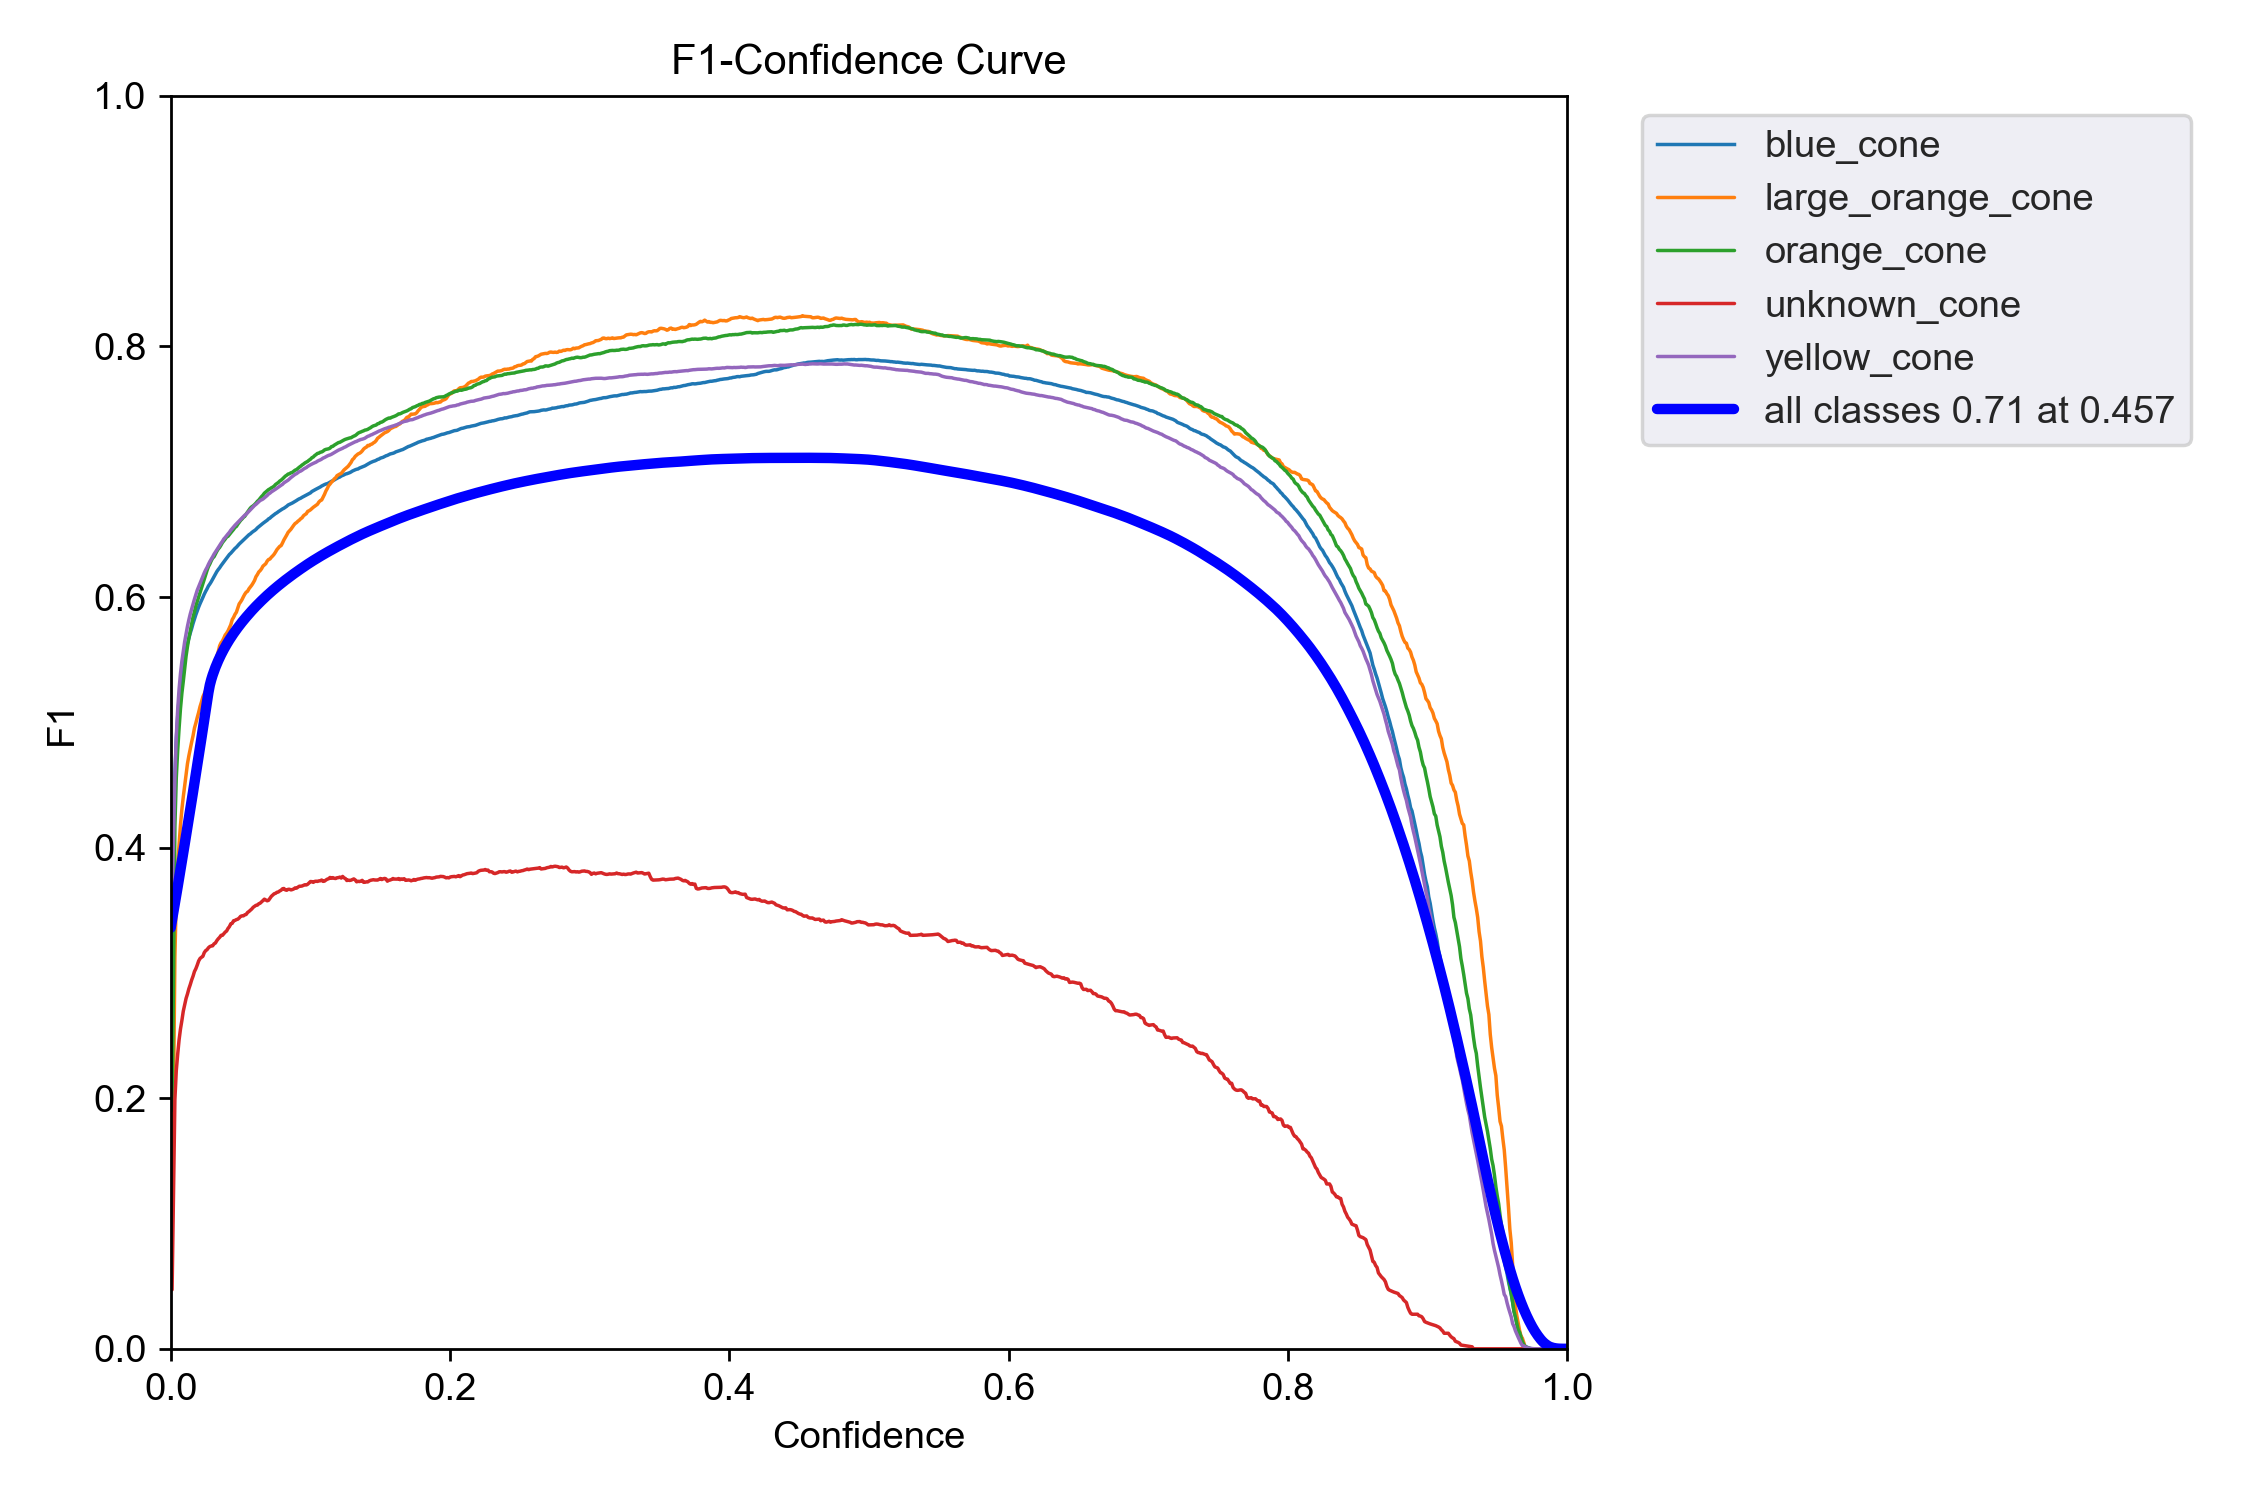 F1-Confidence Curve
1.0
0.8
0.6
0.4
0.2
0.0
F1
0.0 0.2 0.4 0.6 0.8 1.0
Confidence
blue_cone
large_orange_cone
orange_cone
unknown_cone
yellow_cone
all classes 0.71 at 0.457